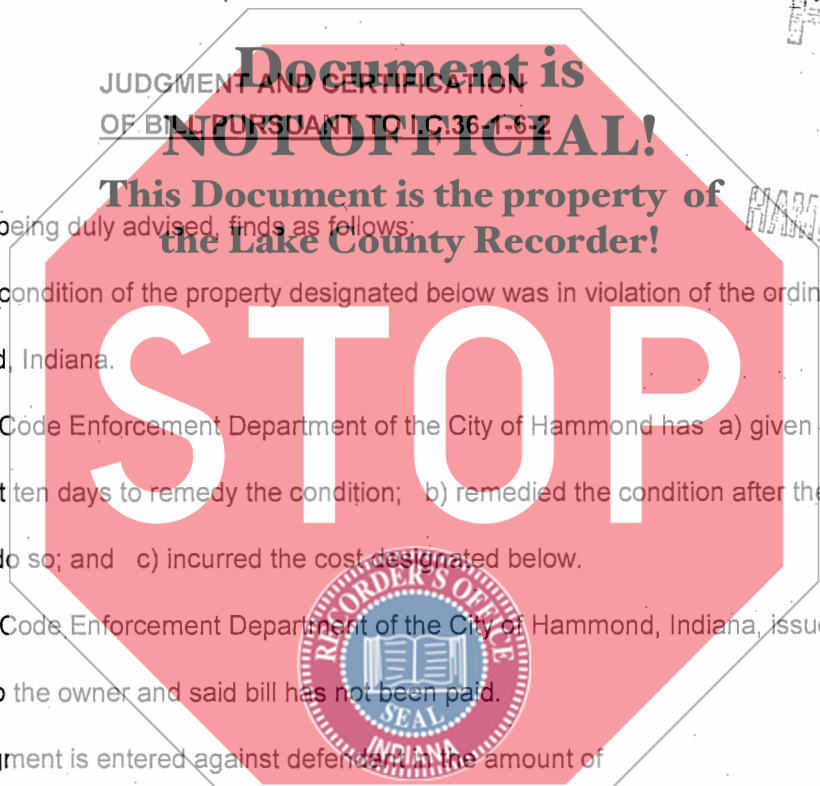 Document is
JUDGMENT AND CERTIFICATION
OF BILL PURSUANT TO I.C.36-1-6-2
NOT OFFICIAL!
This Document is the property of
being duly advised, finds as follows;
the Lake County Recorder!
condition of the property designated below was in violation of the ordin
d, Indiana.
STOP
Code Enforcement Department of the City of Hammond has a) given
t ten days to remedy the condition; b) remedied the condition after the
do so; and c) incurred the cost designated below.
RECORDER'S OFFICE
Code Enforcement Department of the City of Hammond, Indiana, issu
o the owner and said bill has not been paid.
SEAL
INDIANA
gment is entered against defendant in the amount of